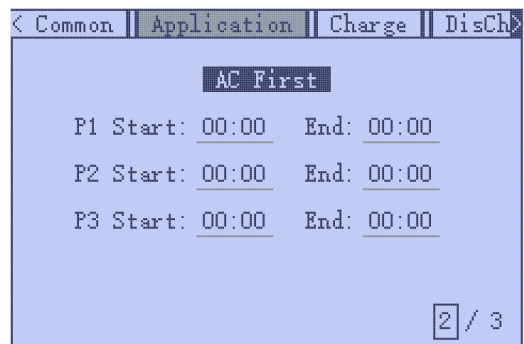 < Common Application Charge DisCh>
AC First
P1 Start: 00:00 End: 00:00
P2 Start: 00:00 End: 00:00
P3 Start: 00:00 End: 00:00
2 / 3